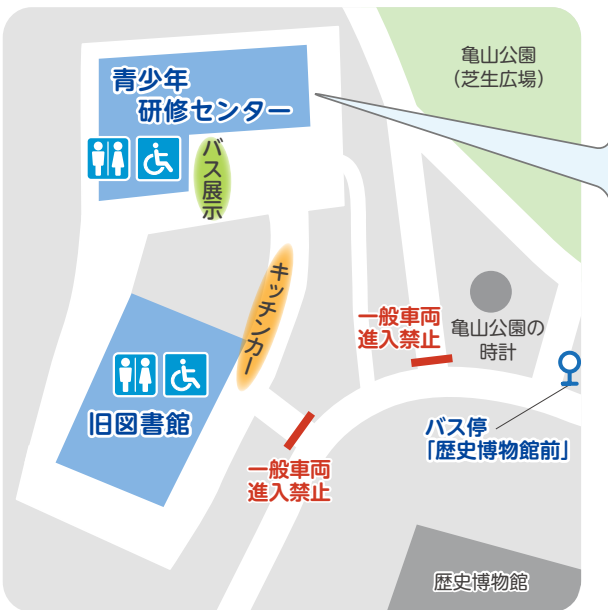 亀山公園
（芝生広場）
青少年
研修センター
バス展示
キッチンカー
一般車両
進入禁止
亀山公園の
時計
旧図書館
バス停
「歴史博物館前」
一般車両
進入禁止
歴史博物館